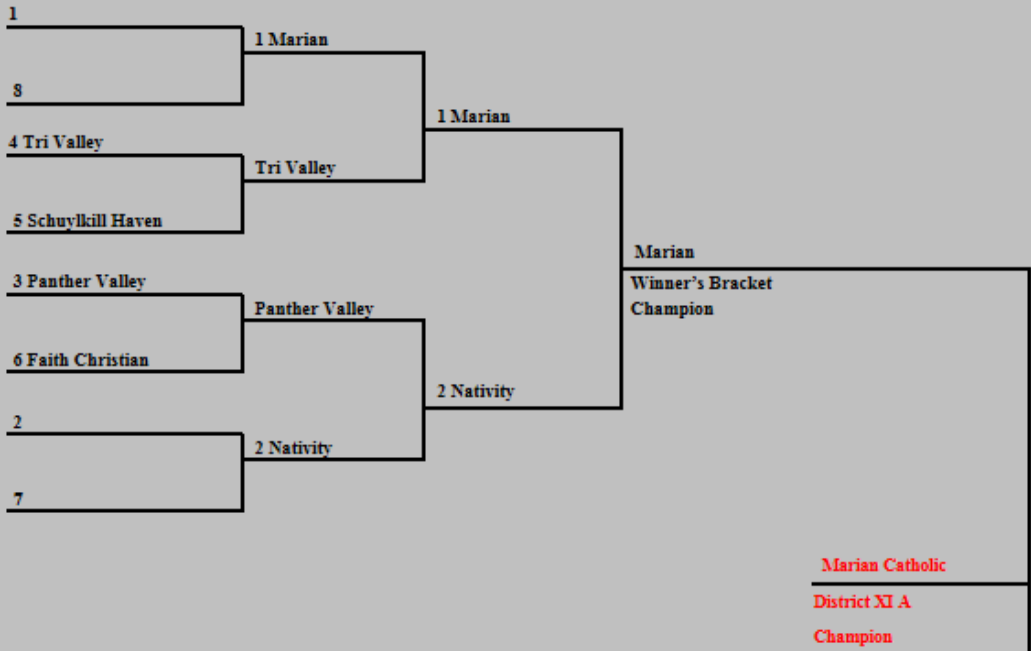 1
1 Marian
8
1 Marian
4 Tri Valley
Tri Valley
5 Schuylkill Haven
Marian
Winner's Bracket
Champion
3 Panther Valley
Panther Valley
6 Faith Christian
2 Nativity
2
2 Nativity
7
Marian Catholic
District XI A
Champion